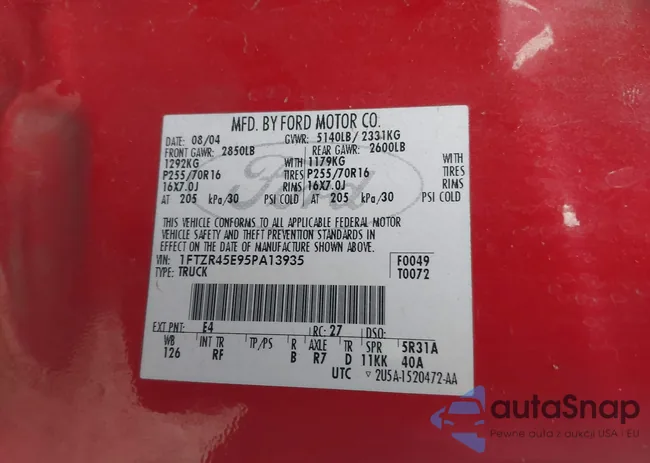 MFD. BY FORD MOTOR CO.
DATE: 08/04 GVWR: 5140LB/ 2331KG
FRONT GAWR: 2850LB REAR GAWR: 2600LB
1292KG WITH 1179KG WITH
P255/70R16 TIRES P255/70R16 TIRES
16X7.0J RIMS 16X7.0J RIMS
AT 205 kPa/30 PSI COLD AT 205 kPa/30 PSI COLD
THIS VEHICLE CONFORMS TO ALL APPLICABLE FEDERAL MOTOR
VEHICLE SAFETY AND THEFT PREVENTION STANDARDS IN
EFFECT ON THE DATE OF MANUFACTURE SHOWN ABOVE.
VIN: 1FTZR45E95PA13935 F0049
TYPE: TRUCK T0072
EXT PNT: E4 RC: 27 DSO:
WB INT TR TP/PS R AXLE TR SPR 5R31A
126 RF B R7 D 11KK 40A
UTC ▽ 2U5A-1520472-AA
Ford
autaSnap
Pewne auta z aukcji USA i EU